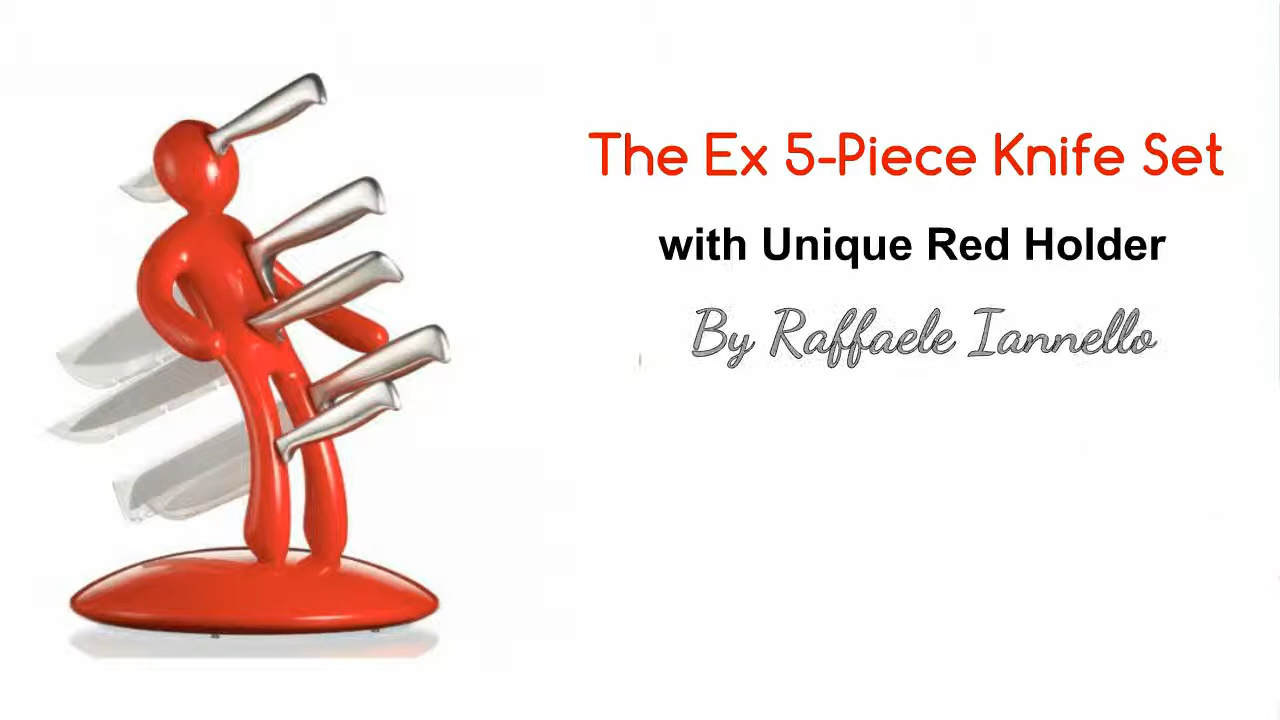 The Ex 5-Piece Knife Set
with Unique Red Holder
By Raffaele Iannello